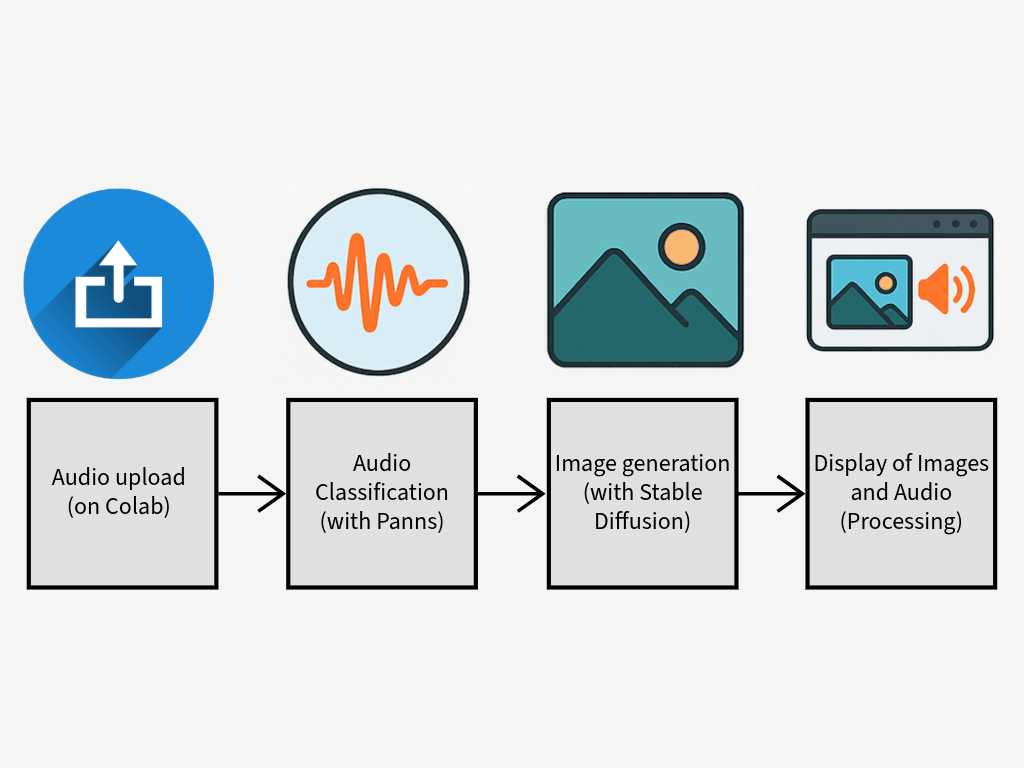 Audio upload
(on Colab)
Audio
Classification
(with Panns)
Image generation
(with Stable
Diffusion)
Display of Images
and Audio
(Processing)